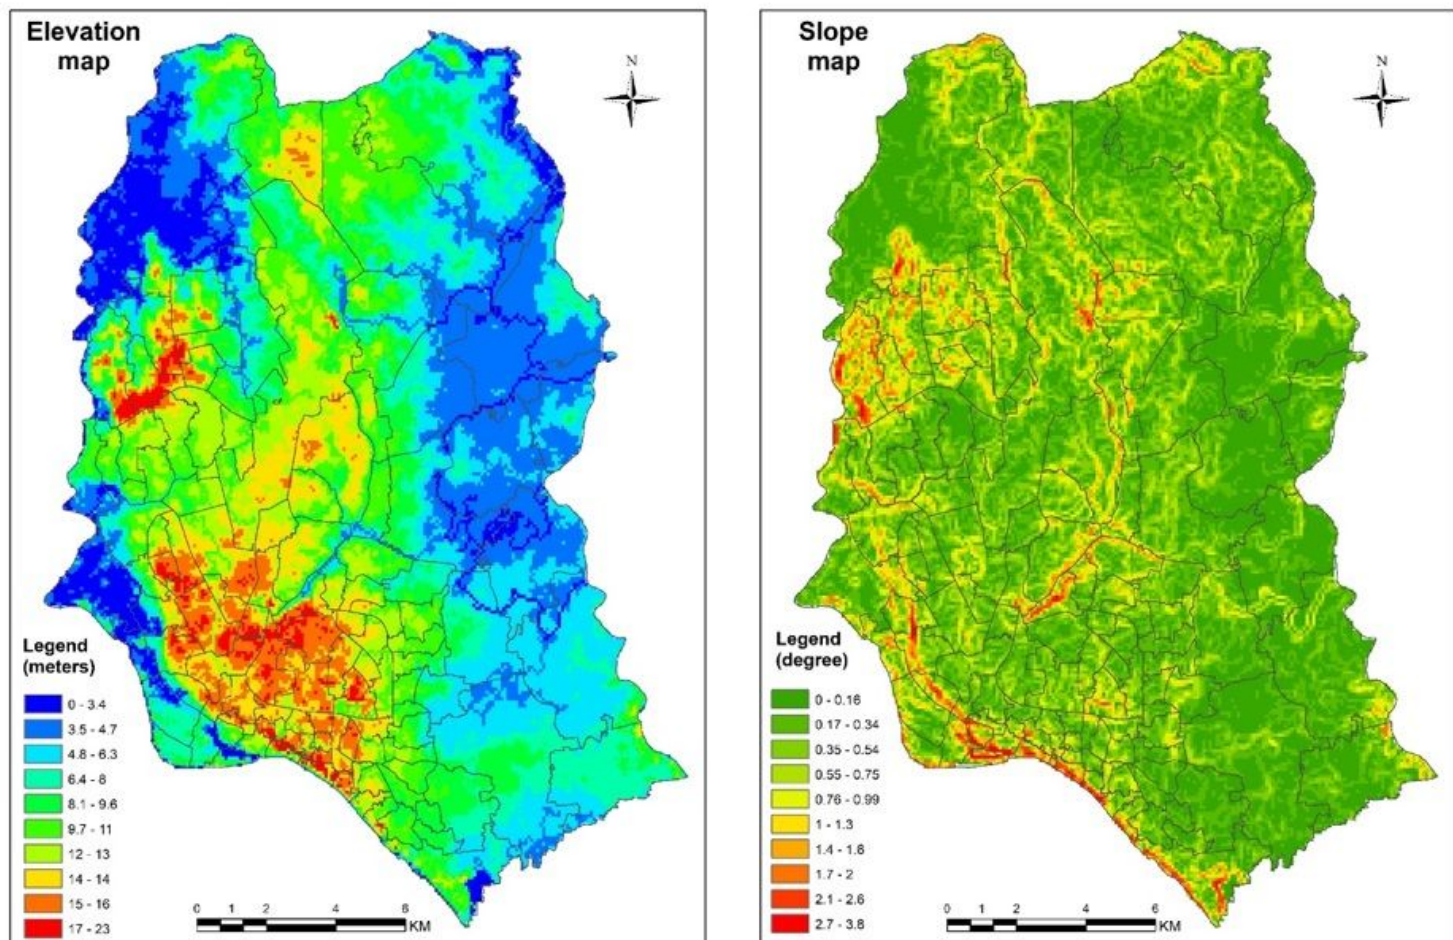 Elevation
map
N
Legend
(meters)
0 - 3.4
3.5 - 4.7
4.8 - 6.3
6.4 - 8
8.1 - 9.6
9.7 - 11
12 - 13
14 - 14
15 - 16
17 - 23
0 1 2 4 6
KM
Slope
map
N
Legend
(degree)
0 - 0.16
0.17 - 0.34
0.35 - 0.54
0.55 - 0.75
0.76 - 0.99
1 - 1.3
1.4 - 1.6
1.7 - 2
2.1 - 2.6
2.7 - 3.8
0 1 2 4 6
KM